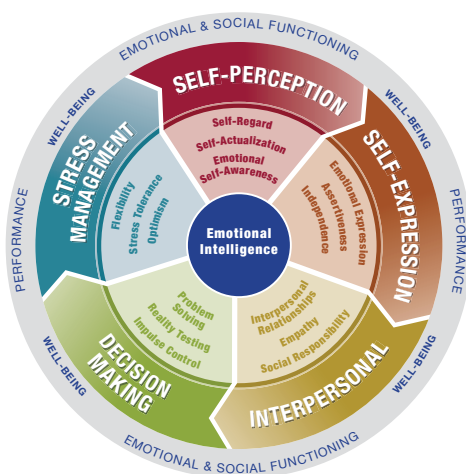 EMOTIONAL & SOCIAL FUNCTIONING
WELL-BEING
WELL-BEING
SELF-PERCEPTION
Self-Regard
Self-Actualization
Emotional
Self-Awareness
SELF-EXPRESSION
Emotional Expression
Assertiveness
Independence
PERFORMANCE
INTERPERSONAL
Interpersonal
Relationships
Empathy
Social Responsibility
WELL-BEING
DECISION
MAKING
Problem
Solving
Reality Testing
Impulse Control
WELL-BEING
STRESS
MANAGEMENT
Flexibility
Stress Tolerance
Optimism
PERFORMANCE
Emotional
Intelligence
EMOTIONAL & SOCIAL FUNCTIONING